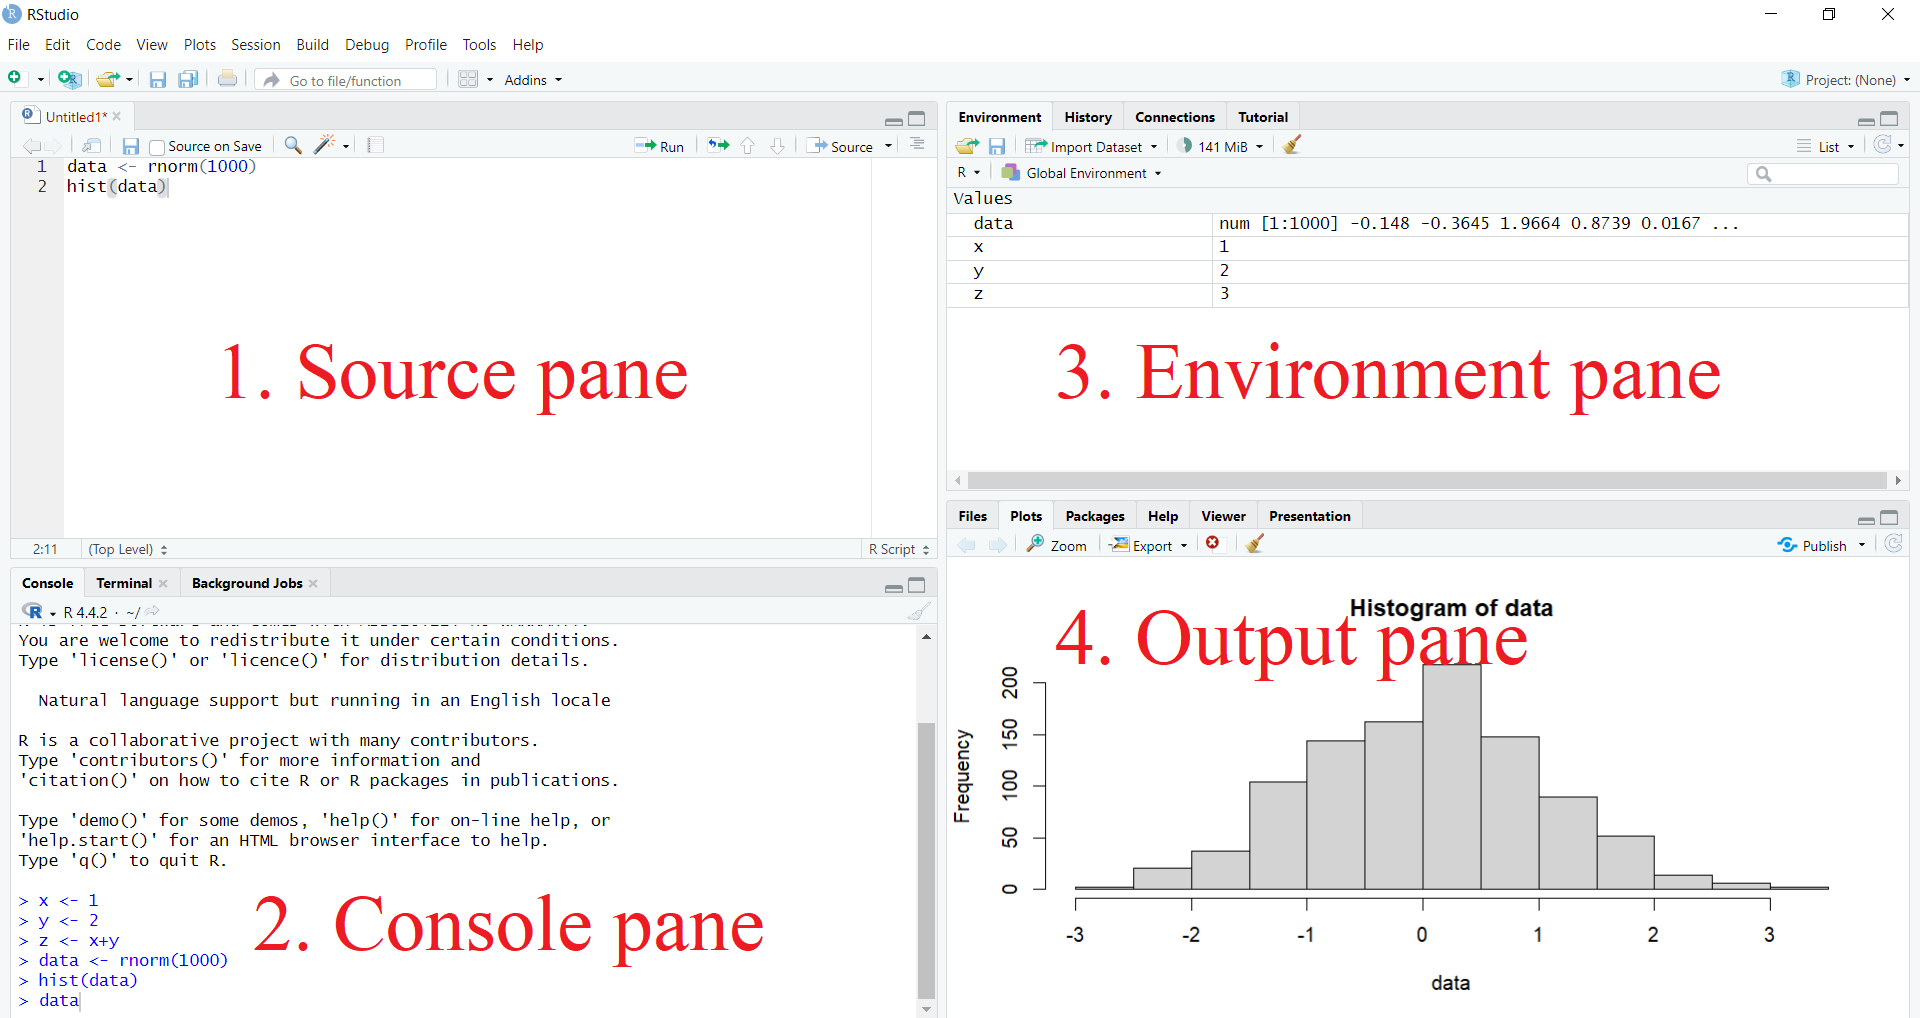 RStudio
File Edit Code View Plots Session Build Debug Profile Tools Help
Go to file/function Addins Project: (None)
Untitled1*
Source on Save Run Source
1 data <- rnorm(1000)
2 hist(data)
1. Source pane
2:11 (Top Level) R Script
Console Terminal Background Jobs
R 4.4.2 · ~/
You are welcome to redistribute it under certain conditions.
Type 'license()' or 'licence()' for distribution details.
Natural language support but running in an English locale
R is a collaborative project with many contributors.
Type 'contributors()' for more information and
'citation()' on how to cite R or R packages in publications.
Type 'demo()' for some demos, 'help()' for on-line help, or
'help.start()' for an HTML browser interface to help.
Type 'q()' to quit R.
> x <- 1
> y <- 2
> z <- x+y
> data <- rnorm(1000)
> hist(data)
> data
2. Console pane
Environment History Connections Tutorial
Import Dataset 141 MiB List
R Global Environment
Values
data num [1:1000] -0.148 -0.3645 1.9664 0.8739 0.0167 ...
x 1
y 2
z 3
3. Environment pane
Files Plots Packages Help Viewer Presentation
Zoom Export Publish
Histogram of data
4. Output pane
Frequency
200
150
100
50
0
-3 -2 -1 0 1 2 3
data